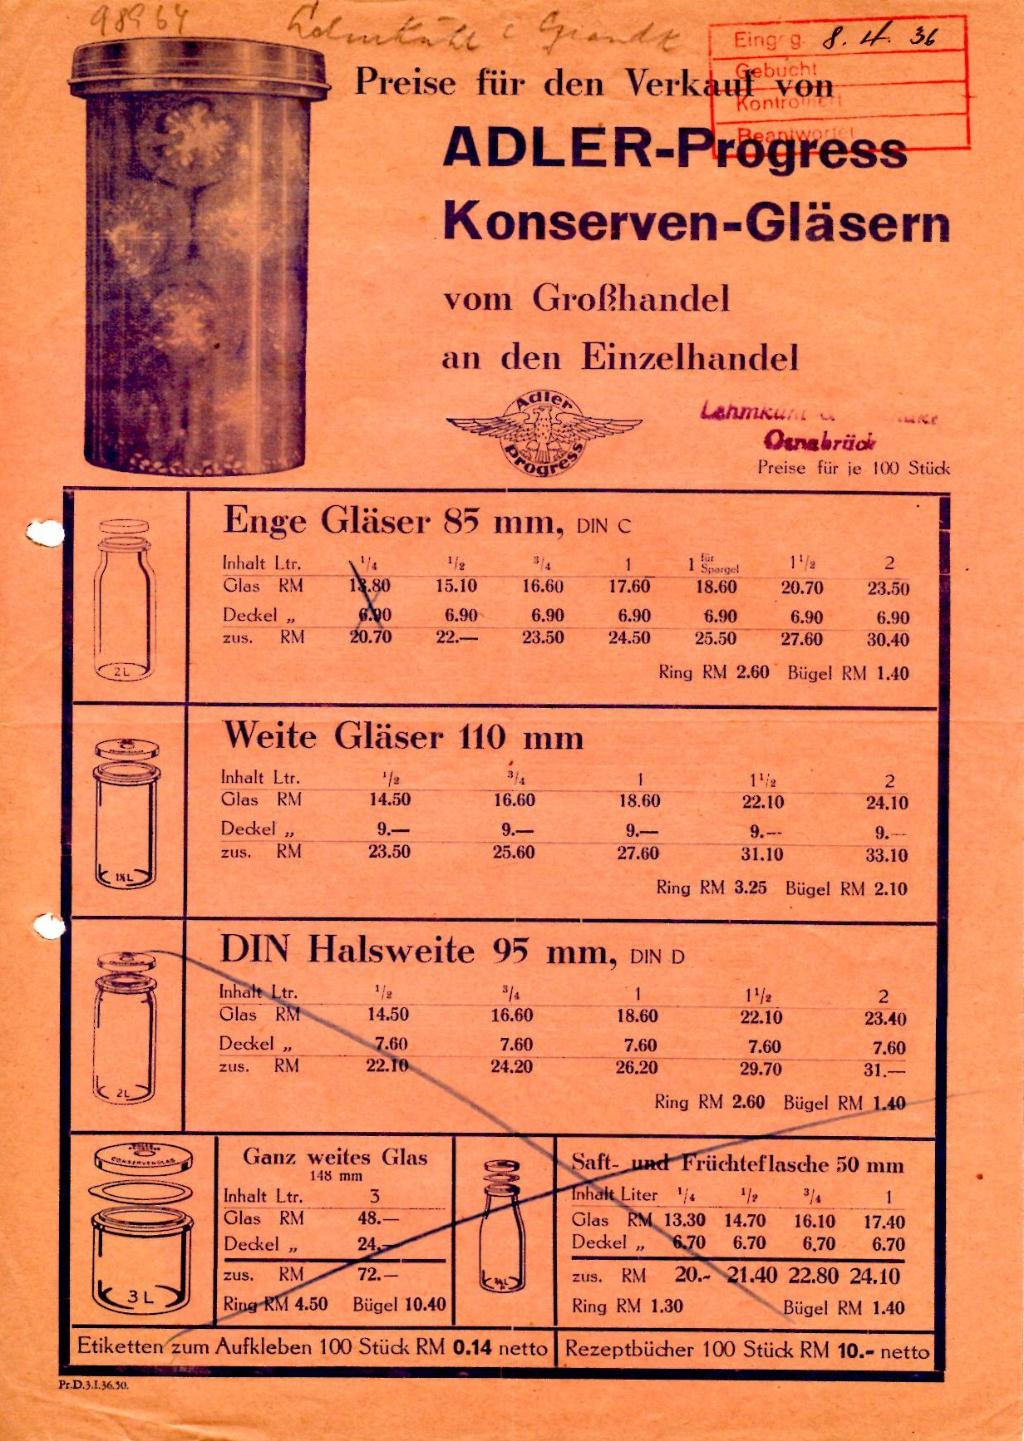 98964
Eingeg. 8. 4. 36
Gebucht
Kontrolliert
Beantwortet
Preise für den Verkauf von
ADLER-Progress
Konserven-Gläsern
vom Großhandel
an den Einzelhandel
Adler
Progress
Lehmkuhl &
Osnabrück
Preise für je 100 Stück
Enge Gläser 85 mm, DIN C
Inhalt Ltr. 1/4 1/2 3/4 1 1 für Spargel 1 1/2 2
Glas RM 13.80 15.10 16.60 17.60 18.60 20.70 23.50
Deckel „ 6.90 6.90 6.90 6.90 6.90 6.90 6.90
zus. RM 20.70 22.— 23.50 24.50 25.50 27.60 30.40
Ring RM 2.60 Bügel RM 1.40
2L
Weite Gläser 110 mm
Inhalt Ltr. 1/2 3/4 1 1 1/2 2
Glas RM 14.50 16.60 18.60 22.10 24.10
Deckel „ 9.— 9.— 9.— 9.— 9.—
zus. RM 23.50 25.60 27.60 31.10 33.10
Ring RM 3.25 Bügel RM 2.10
1½L
DIN Halsweite 95 mm, DIN D
Inhalt Ltr. 1/2 3/4 1 1 1/2 2
Glas RM 14.50 16.60 18.60 22.10 23.40
Deckel „ 7.60 7.60 7.60 7.60 7.60
zus. RM 22.10 24.20 26.20 29.70 31.—
Ring RM 2.60 Bügel RM 1.40
2L
CONSERVENGLAS
3 L
Ganz weites Glas
148 mm
Inhalt Ltr. 3
Glas RM 48.—
Deckel „ 24.—
zus. RM 72.—
Ring RM 4.50 Bügel 10.40
Saft- und Früchteflasche 50 mm
Inhalt Liter 1/4 1/2 3/4 1
Glas RM 13.30 14.70 16.10 17.40
Deckel „ 6.70 6.70 6.70 6.70
zus. RM 20.- 21.40 22.80 24.10
Ring RM 1.30 Bügel RM 1.40
Etiketten zum Aufkleben 100 Stück RM 0.14 netto
Rezeptbücher 100 Stück RM 10.- netto
Pr.D.3.I.36.50.